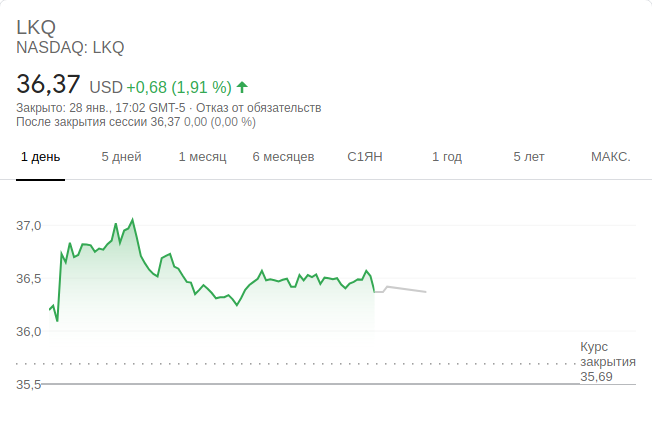 LKQ
NASDAQ: LKQ
36,37 USD +0,68 (1,91 %)
Закрыто: 28 янв., 17:02 GMT-5 · Отказ от обязательств
После закрытия сессии 36,37 0,00 (0,00 %)
1 день 5 дней 1 месяц 6 месяцев С1ЯН 1 год 5 лет МАКС.
37,0
36,5
36,0
Курс
закрытия
35,69
35,5